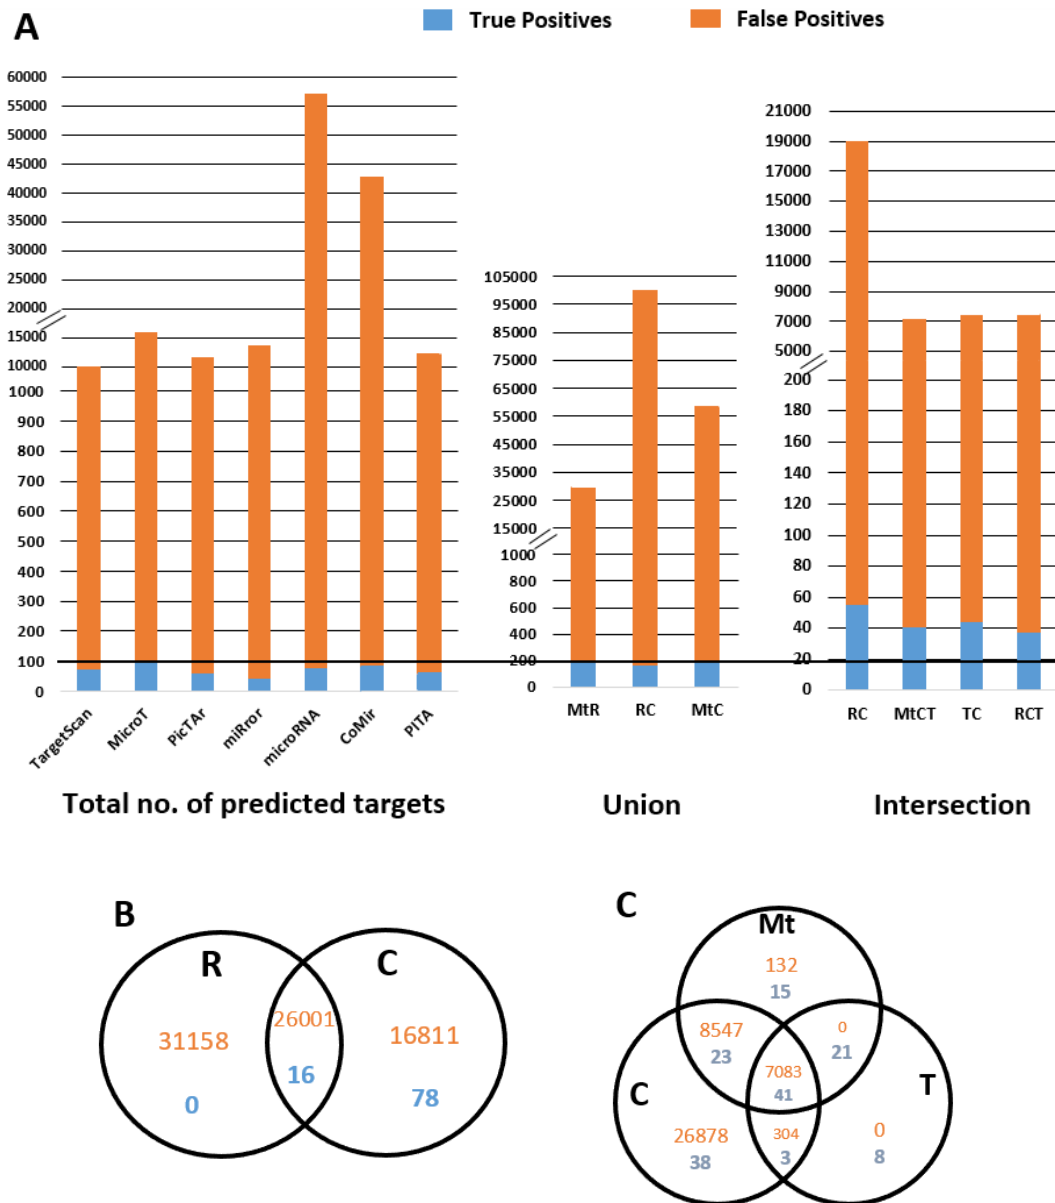 A
True Positives
False Positives
60000
55000
50000
45000
40000
35000
30000
25000
20000
15000
10000
1000
900
800
700
600
500
400
300
200
100
0
TargetScan
MicroT
PicTAr
miRror
microRNA
CoMir
PITA
Total no. of predicted targets
105000
95000
85000
75000
65000
55000
45000
35000
25000
15000
1000
800
600
400
200
0
MtR
RC
MtC
Union
21000
19000
17000
15000
13000
11000
9000
7000
5000
200
180
160
140
120
100
80
60
40
20
0
RC
MtCT
TC
RCT
Intersection
B
R
C
31158
26001
16811
0
16
78
C
Mt
132
15
8547
23
0
21
7083
41
C
T
26878
38
304
3
0
8